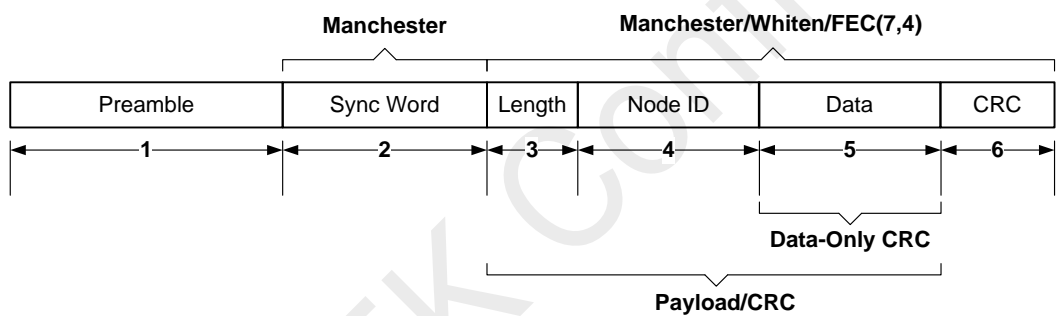 Manchester Manchester/Whiten/FEC(7,4)
Preamble Sync Word Length Node ID Data CRC
1 2 3 4 5 6
Data-Only CRC
Payload/CRC